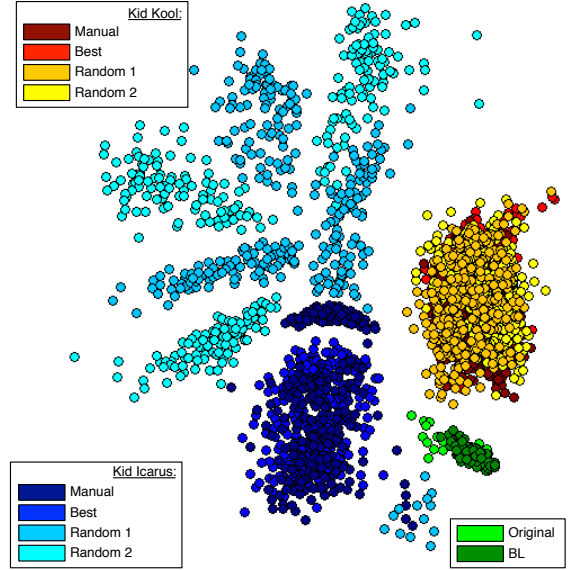 Kid Kool:
Manual
Best
Random 1
Random 2
Kid Icarus:
Manual
Best
Random 1
Random 2
Original
BL